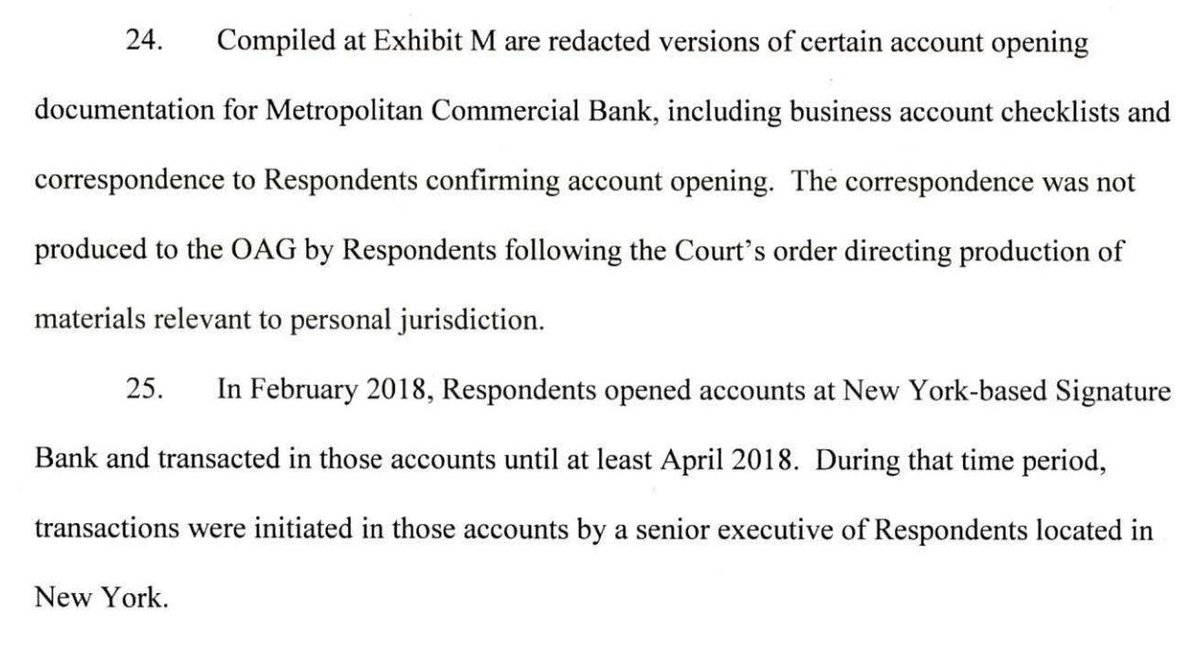 24. Compiled at Exhibit M are redacted versions of certain account opening
documentation for Metropolitan Commercial Bank, including business account checklists and
correspondence to Respondents confirming account opening. The correspondence was not
produced to the OAG by Respondents following the Court’s order directing production of
materials relevant to personal jurisdiction.
25. In February 2018, Respondents opened accounts at New York-based Signature
Bank and transacted in those accounts until at least April 2018. During that time period,
transactions were initiated in those accounts by a senior executive of Respondents located in
New York.